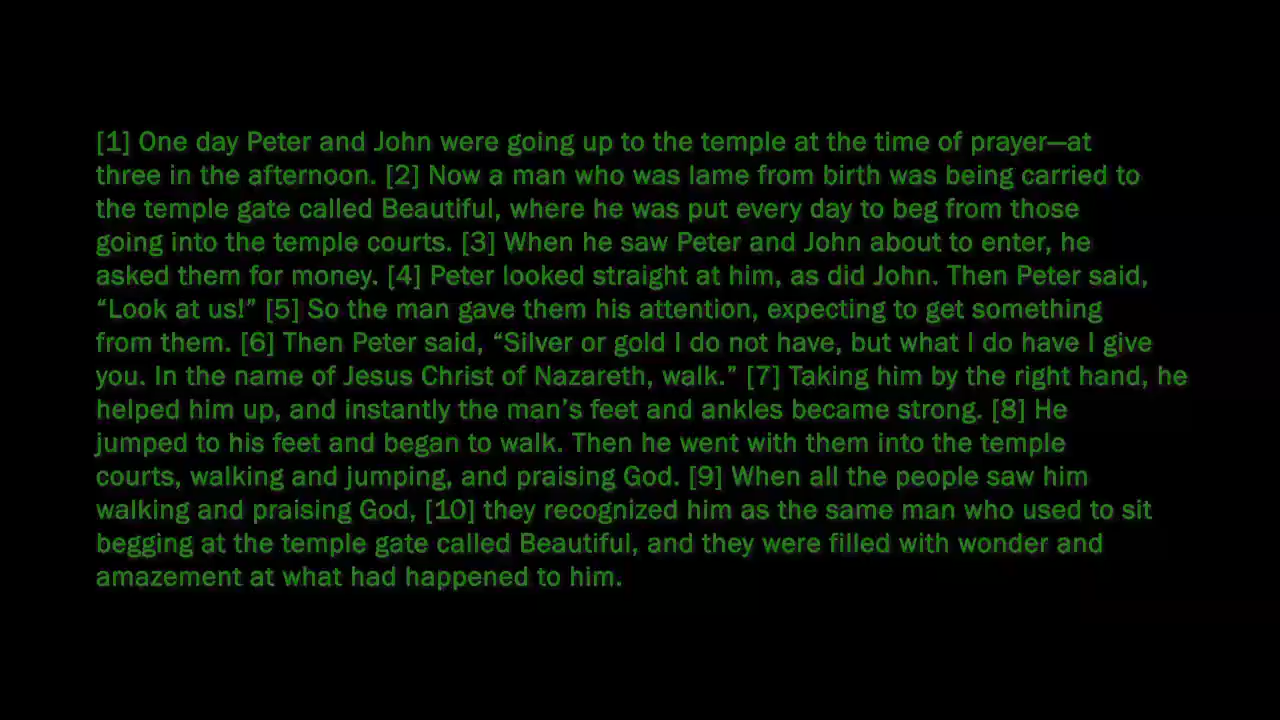 [1] One day Peter and John were going up to the temple at the time of prayer—at
three in the afternoon. [2] Now a man who was lame from birth was being carried to
the temple gate called Beautiful, where he was put every day to beg from those
going into the temple courts. [3] When he saw Peter and John about to enter, he
asked them for money. [4] Peter looked straight at him, as did John. Then Peter said,
“Look at us!” [5] So the man gave them his attention, expecting to get something
from them. [6] Then Peter said, “Silver or gold I do not have, but what I do have I give
you. In the name of Jesus Christ of Nazareth, walk.” [7] Taking him by the right hand, he
helped him up, and instantly the man’s feet and ankles became strong. [8] He
jumped to his feet and began to walk. Then he went with them into the temple
courts, walking and jumping, and praising God. [9] When all the people saw him
walking and praising God, [10] they recognized him as the same man who used to sit
begging at the temple gate called Beautiful, and they were filled with wonder and
amazement at what had happened to him.